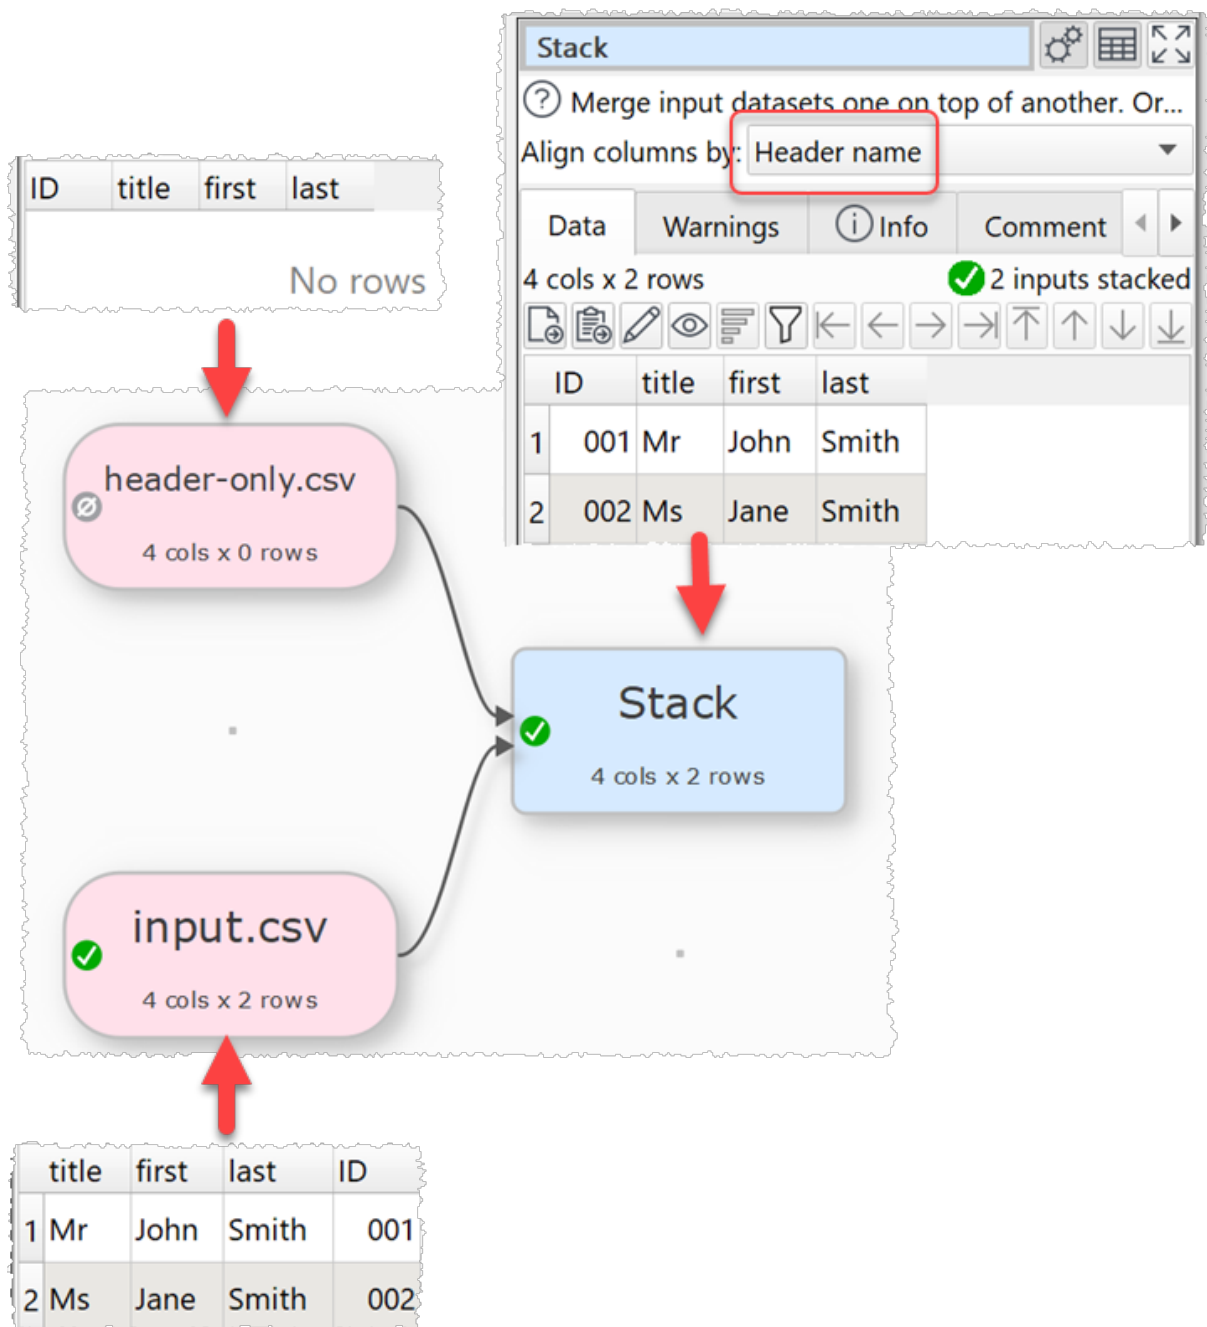 Stack
Merge input datasets one on top of another. Or...
Align columns by: Header name
Data Warnings Info Comment
4 cols x 2 rows 2 inputs stacked
ID title first last
1 001 Mr John Smith
2 002 Ms Jane Smith
ID title first last
No rows
header-only.csv
4 cols x 0 rows
Stack
4 cols x 2 rows
input.csv
4 cols x 2 rows
title first last ID
1 Mr John Smith 001
2 Ms Jane Smith 002